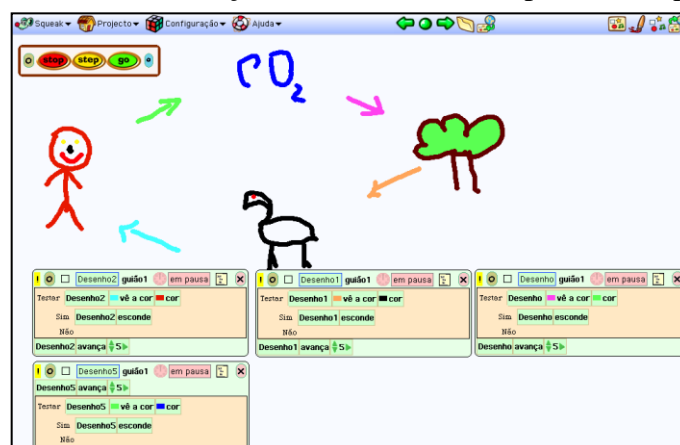 Squeak Projecto Configuração Ajuda
stop step go
CO2
! Desenho2 guião1 em pausa
Testar Desenho2 vê a cor cor
Sim Desenho2 esconde
Não
Desenho2 avança 5
! Desenho1 guião1 em pausa
Testar Desenho1 vê a cor cor
Sim Desenho1 esconde
Não
Desenho1 avança 5
! Desenho guião1 em pausa
Testar Desenho vê a cor cor
Sim Desenho esconde
Não
Desenho avança 5
! Desenho5 guião1 em pausa
Desenho5 avança 5
Testar Desenho5 vê a cor cor
Sim Desenho5 esconde
Não